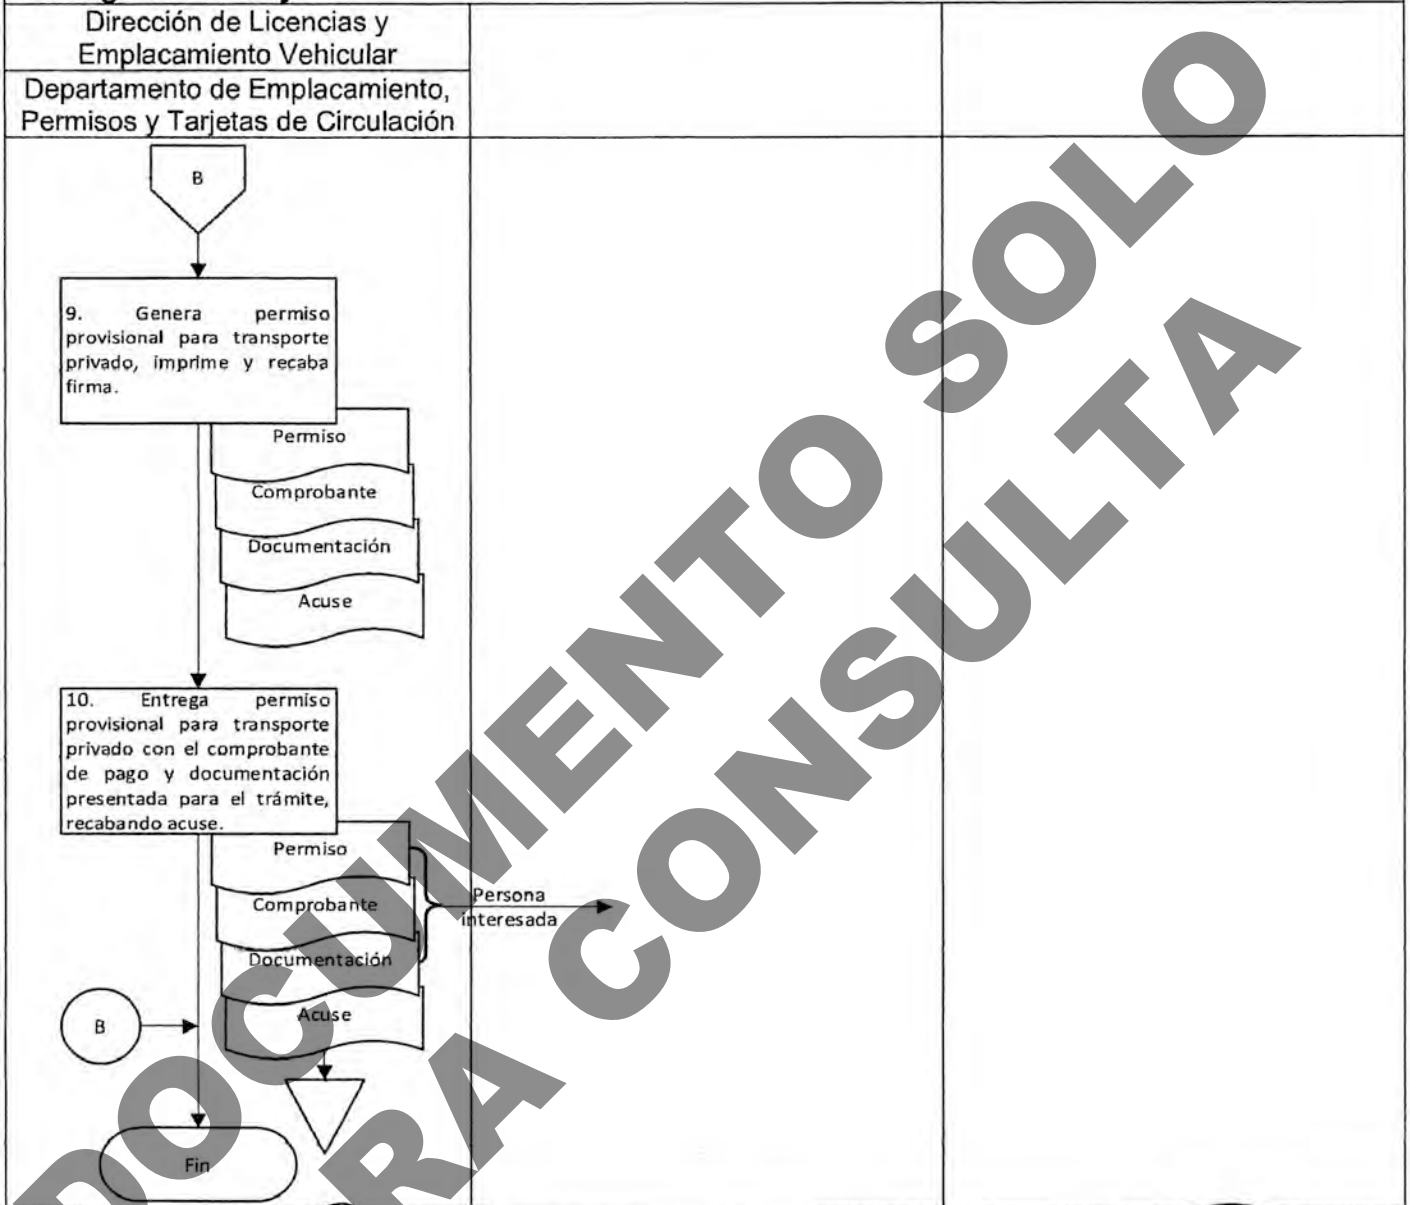 Dirección de Licencias y
Emplacamiento Vehicular
Departamento de Emplacamiento,
Permisos y Tarjetas de Circulación
B
9. Genera permiso
provisional para transporte
privado, imprime y recaba
firma.
Permiso
Comprobante
Documentación
Acuse
10. Entrega permiso
provisional para transporte
privado con el comprobante
de pago y documentación
presentada para el trámite,
recabando acuse.
Permiso
Comprobante
Documentación
Acuse
Persona
interesada
B
Fin
DOCUMENTO SOLO
RA CONSULTA